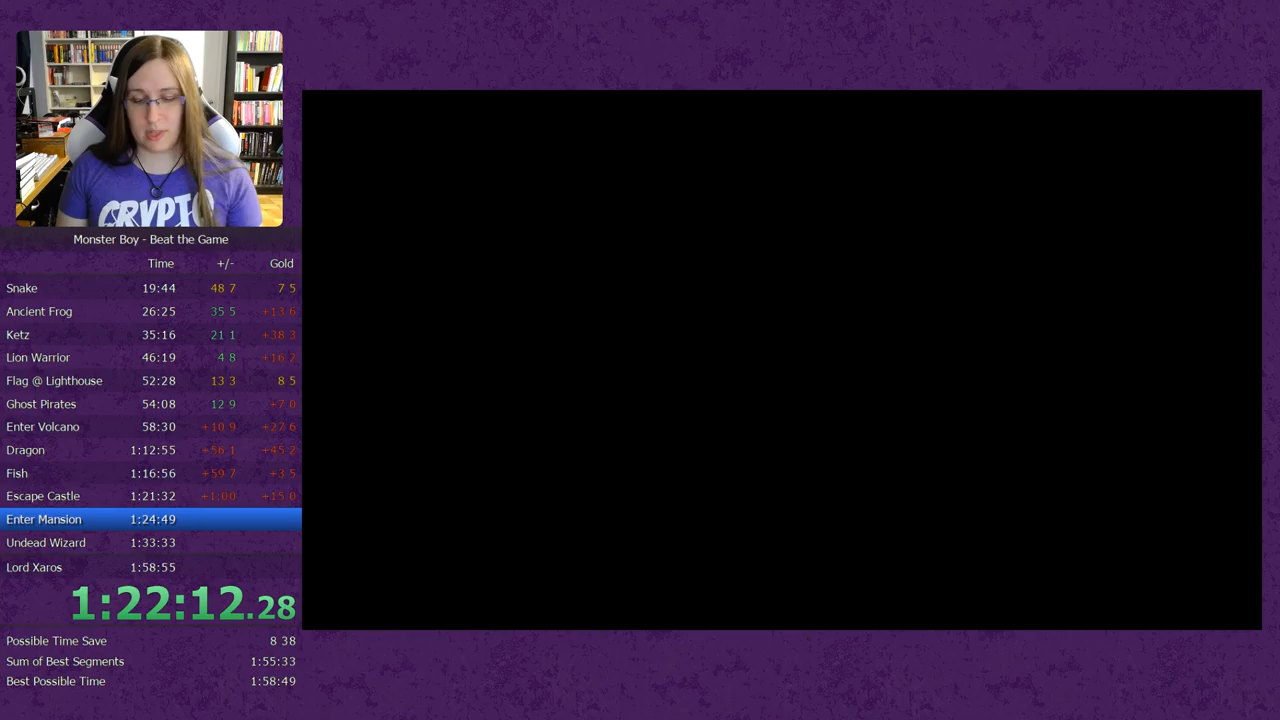 CRYPTO
Monster Boy - Beat the Game
Time +/- Gold
Snake 19:44 48 7 7 5
Ancient Frog 26:25 35 5 +13 6
Ketz 35:16 21 1 +38 3
Lion Warrior 46:19 4 8 +16 2
Flag @ Lighthouse 52:28 13 3 8 5
Ghost Pirates 54:08 12 9 +7 0
Enter Volcano 58:30 +10 9 +27 6
Dragon 1:12:55 +56 1 +45 2
Fish 1:16:56 +59 7 +3 5
Escape Castle 1:21:32 +1:00 +15 0
Enter Mansion 1:24:49
Undead Wizard 1:33:33
Lord Xaros 1:58:55
1:22:12.28
Possible Time Save 8 38
Sum of Best Segments 1:55:33
Best Possible Time 1:58:49